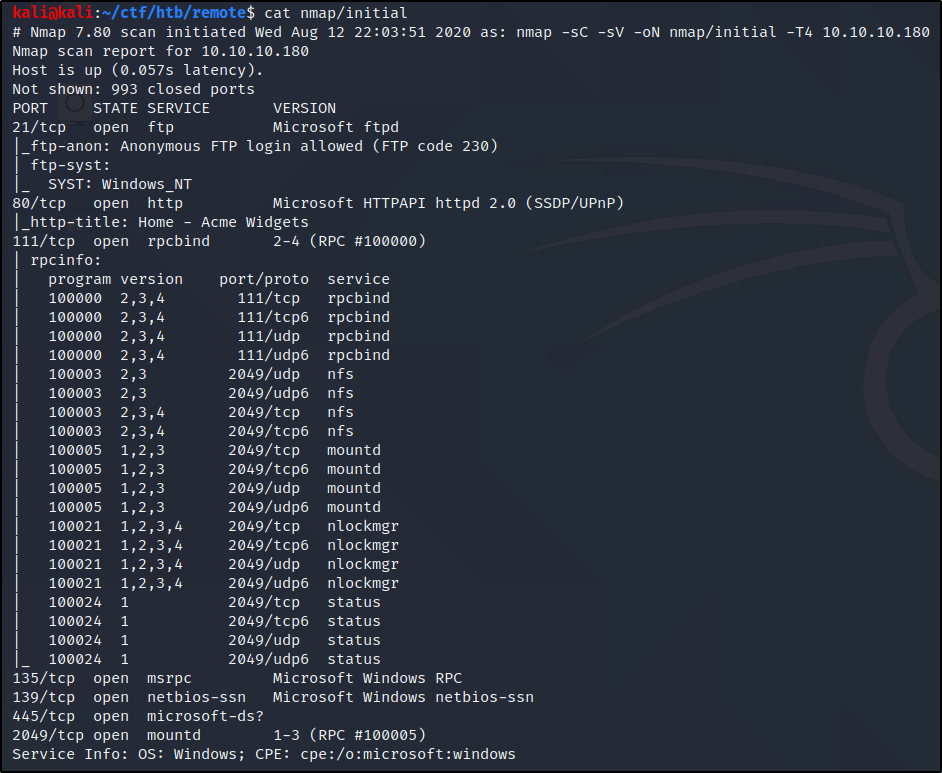 kali@kali:~/ctf/htb/remote$ cat nmap/initial
# Nmap 7.80 scan initiated Wed Aug 12 22:03:51 2020 as: nmap -sC -sV -oN nmap/initial -T4 10.10.10.180
Nmap scan report for 10.10.10.180
Host is up (0.057s latency).
Not shown: 993 closed ports
PORT     STATE SERVICE       VERSION
21/tcp   open  ftp           Microsoft ftpd
|_ftp-anon: Anonymous FTP login allowed (FTP code 230)
| ftp-syst:
|_  SYST: Windows_NT
80/tcp   open  http          Microsoft HTTPAPI httpd 2.0 (SSDP/UPnP)
|_http-title: Home - Acme Widgets
111/tcp  open  rpcbind       2-4 (RPC #100000)
| rpcinfo:
|   program version    port/proto  service
|   100000  2,3,4        111/tcp   rpcbind
|   100000  2,3,4        111/tcp6  rpcbind
|   100000  2,3,4        111/udp   rpcbind
|   100000  2,3,4        111/udp6  rpcbind
|   100003  2,3         2049/udp   nfs
|   100003  2,3         2049/udp6  nfs
|   100003  2,3,4       2049/tcp   nfs
|   100003  2,3,4       2049/tcp6  nfs
|   100005  1,2,3       2049/tcp   mountd
|   100005  1,2,3       2049/tcp6  mountd
|   100005  1,2,3       2049/udp   mountd
|   100005  1,2,3       2049/udp6  mountd
|   100021  1,2,3,4     2049/tcp   nlockmgr
|   100021  1,2,3,4     2049/tcp6  nlockmgr
|   100021  1,2,3,4     2049/udp   nlockmgr
|   100021  1,2,3,4     2049/udp6  nlockmgr
|   100024  1           2049/tcp   status
|   100024  1           2049/tcp6  status
|   100024  1           2049/udp   status
|_  100024  1           2049/udp6  status
135/tcp  open  msrpc         Microsoft Windows RPC
139/tcp  open  netbios-ssn   Microsoft Windows netbios-ssn
445/tcp  open  microsoft-ds?
2049/tcp open  mountd        1-3 (RPC #100005)
Service Info: OS: Windows; CPE: cpe:/o:microsoft:windows